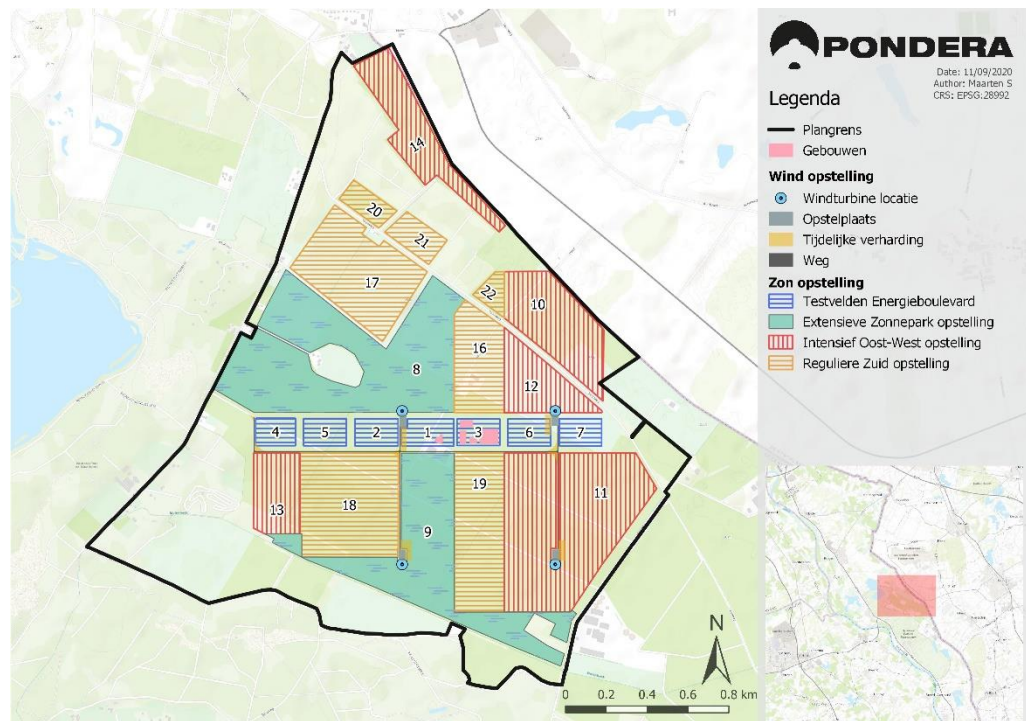 PONDERA
Date: 11/09/2020
Author: Maarten S
CRS: EPSG:28992
Legenda
Plangrens
Gebouwen
Wind opstelling
Windturbine locatie
Opstelplaats
Tijdelijke verharding
Weg
Zon opstelling
Testvelden Energieboulevard
Extensieve Zonnepark opstelling
Intensief Oost-West opstelling
Reguliere Zuid opstelling
14
20
21
17
22
10
16
8
12
4
5
2
1
3
6
7
13
18
9
19
11
N
0 0.2 0.4 0.6 0.8 km